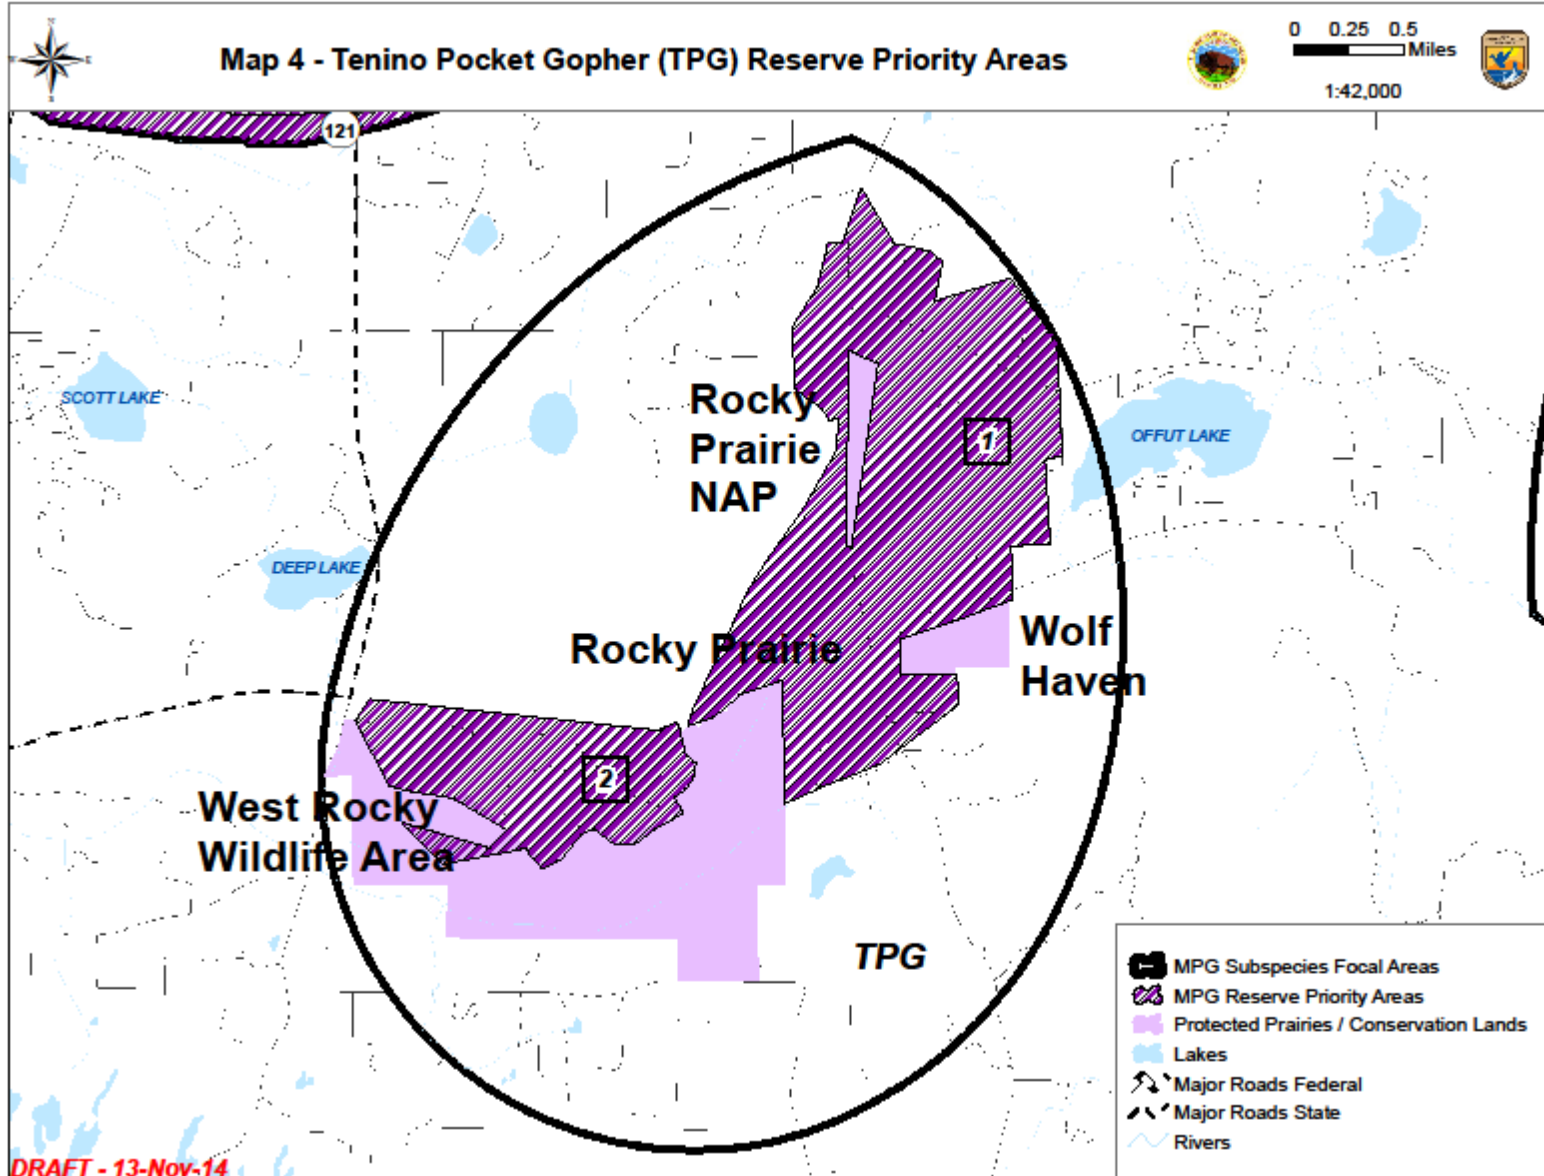 Map 4 - Tenino Pocket Gopher (TPG) Reserve Priority Areas
0 0.25 0.5
Miles
1:42,000
121
SCOTT LAKE
Rocky
Prairie
NAP
1
OFFUT LAKE
DEEP LAKE
Rocky Prairie
Wolf
Haven
2
West Rocky
Wildlife Area
TPG
MPG Subspecies Focal Areas
MPG Reserve Priority Areas
Protected Prairies / Conservation Lands
Lakes
Major Roads Federal
Major Roads State
Rivers
DRAFT - 13-Nov-14